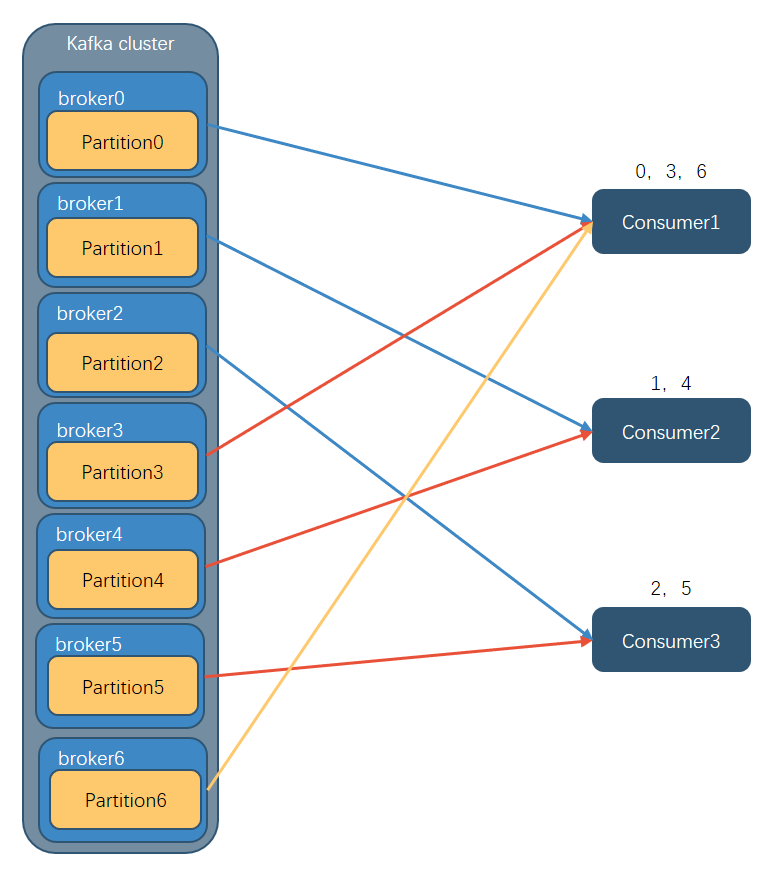 Kafka cluster
broker0
Partition0
broker1
Partition1
broker2
Partition2
broker3
Partition3
broker4
Partition4
broker5
Partition5
broker6
Partition6
0，3，6
Consumer1
1，4
Consumer2
2，5
Consumer3